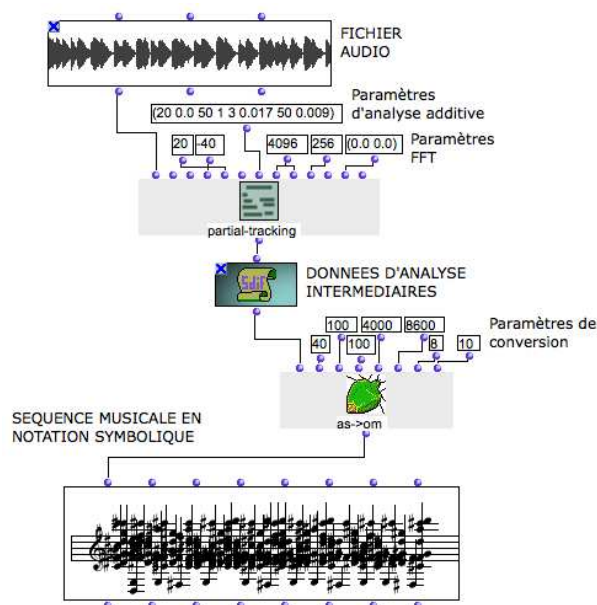 FICHIER
AUDIO
Paramètres
d'analyse additive
(20 0.0 50 1 3 0.017 50 0.009)
20 -40 4096 256 (0.0 0.0)
Paramètres
FFT
partial-tracking
Sdif
DONNEES D'ANALYSE
INTERMEDIAIRES
100 4000 8600
Paramètres de
conversion
40 100 8 10
as->om
SEQUENCE MUSICALE EN
NOTATION SYMBOLIQUE